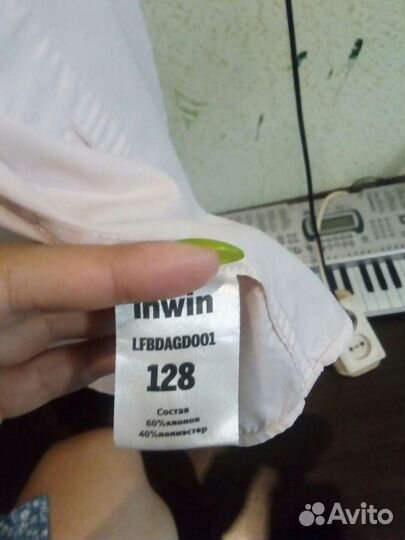 inwin
LFBDAGD001
128
Состав
60%хлопок
40%полиэстер
Avito